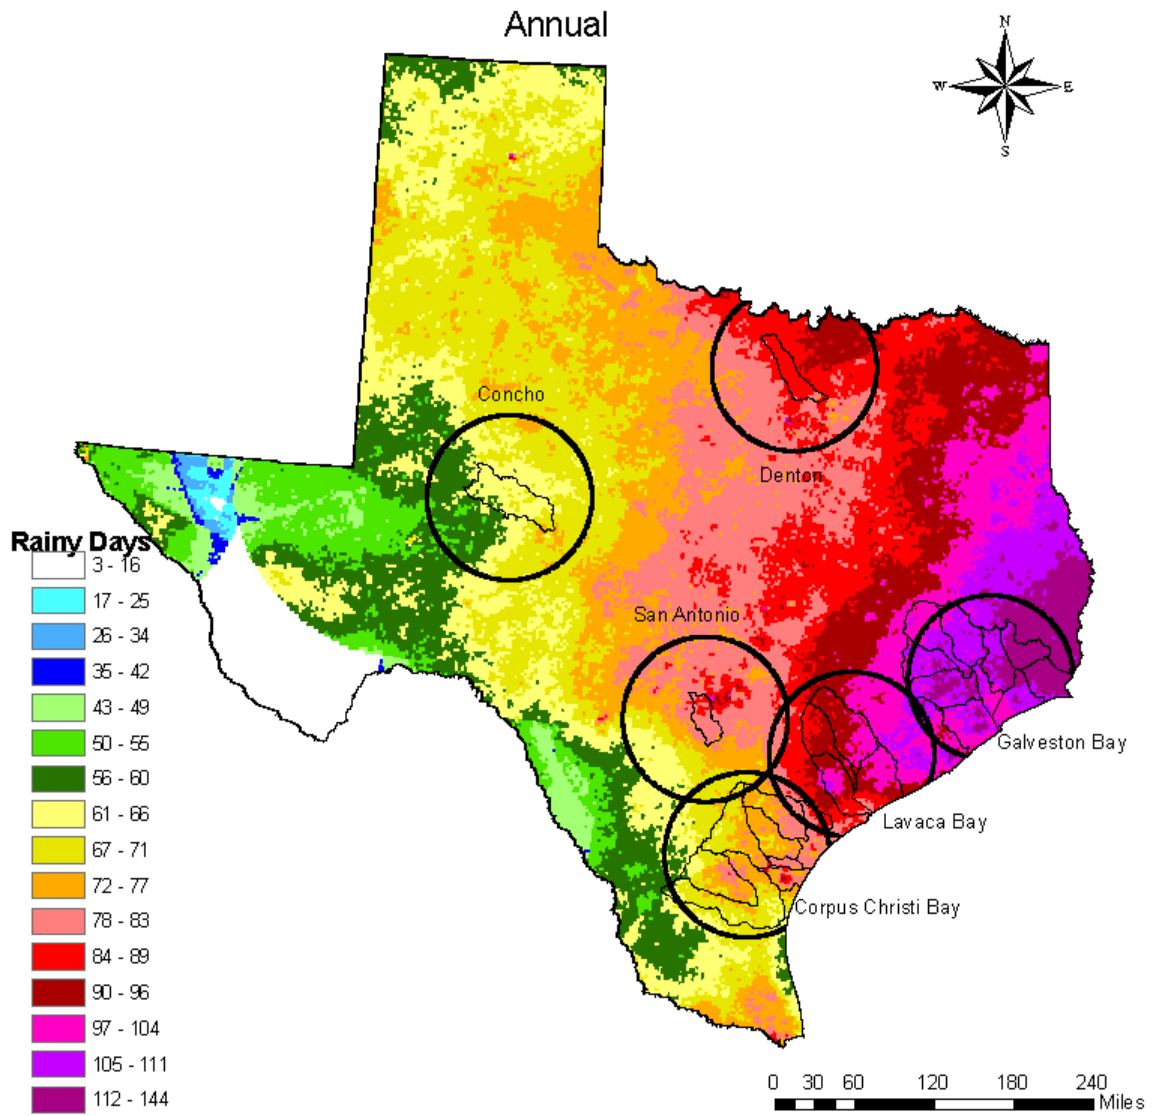 Annual
N
W E
S
Concho
Denton
Rainy Days
3 - 16
17 - 25
26 - 34
35 - 42
43 - 49
50 - 55
56 - 60
61 - 66
67 - 71
72 - 77
78 - 83
84 - 89
90 - 96
97 - 104
105 - 111
112 - 144
San Antonio
Galveston Bay
Lavaca Bay
Corpus Christi Bay
0 30 60 120 180 240
Miles